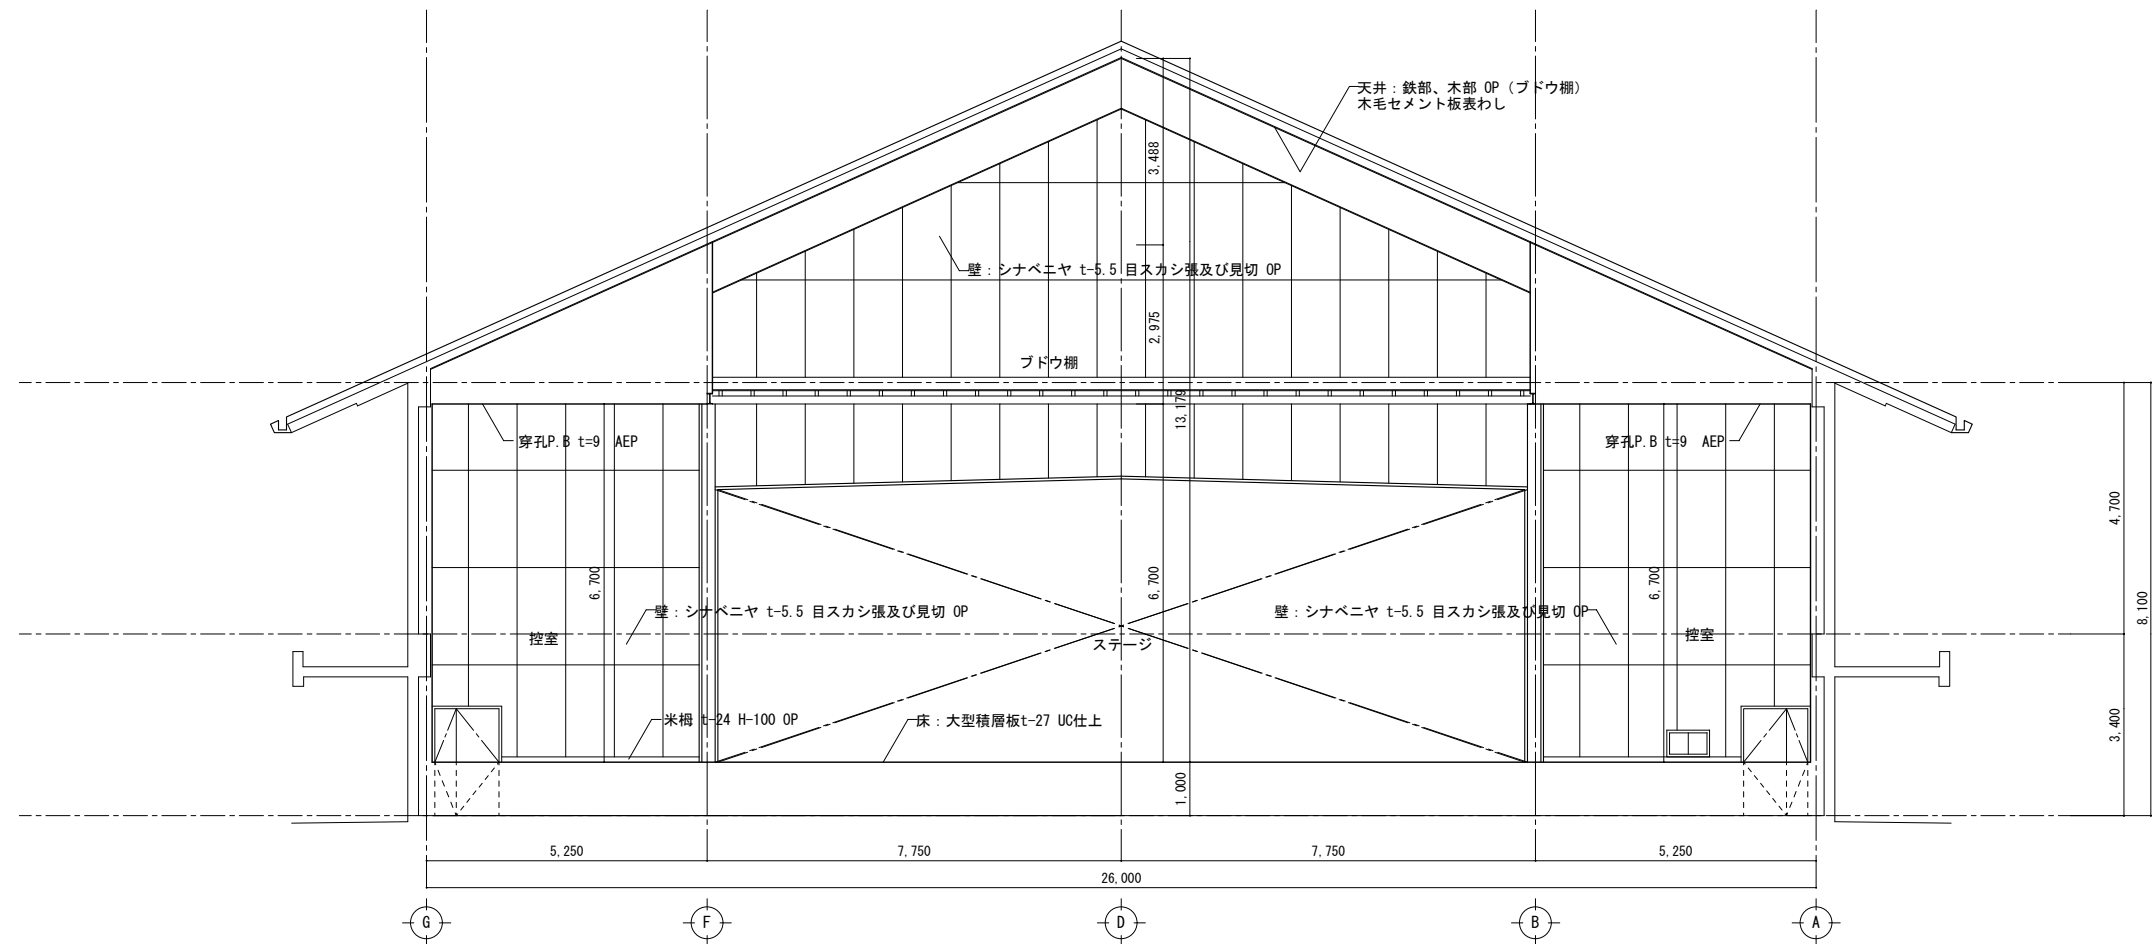 天井：鉄部、木部 OP（ブドウ棚）
木毛セメント板表わし
3,488
壁：シナベニヤ t-5.5 目スカシ張及び見切 OP
2,975
ブドウ棚
13,179
穿孔P.B t=9  AEP
穿孔P.B t=9  AEP
4,700
6,700
6,700
6,700
8,100
壁：シナベニヤ t-5.5 目スカシ張及び見切 OP
壁：シナベニヤ t-5.5 目スカシ張及び見切 OP
控室
ステージ
控室
米栂 t-24 H-100 OP
床：大型積層板t-27 UC仕上
3,400
1,000
5,250
7,750
7,750
5,250
26,000
G
F
D
B
A